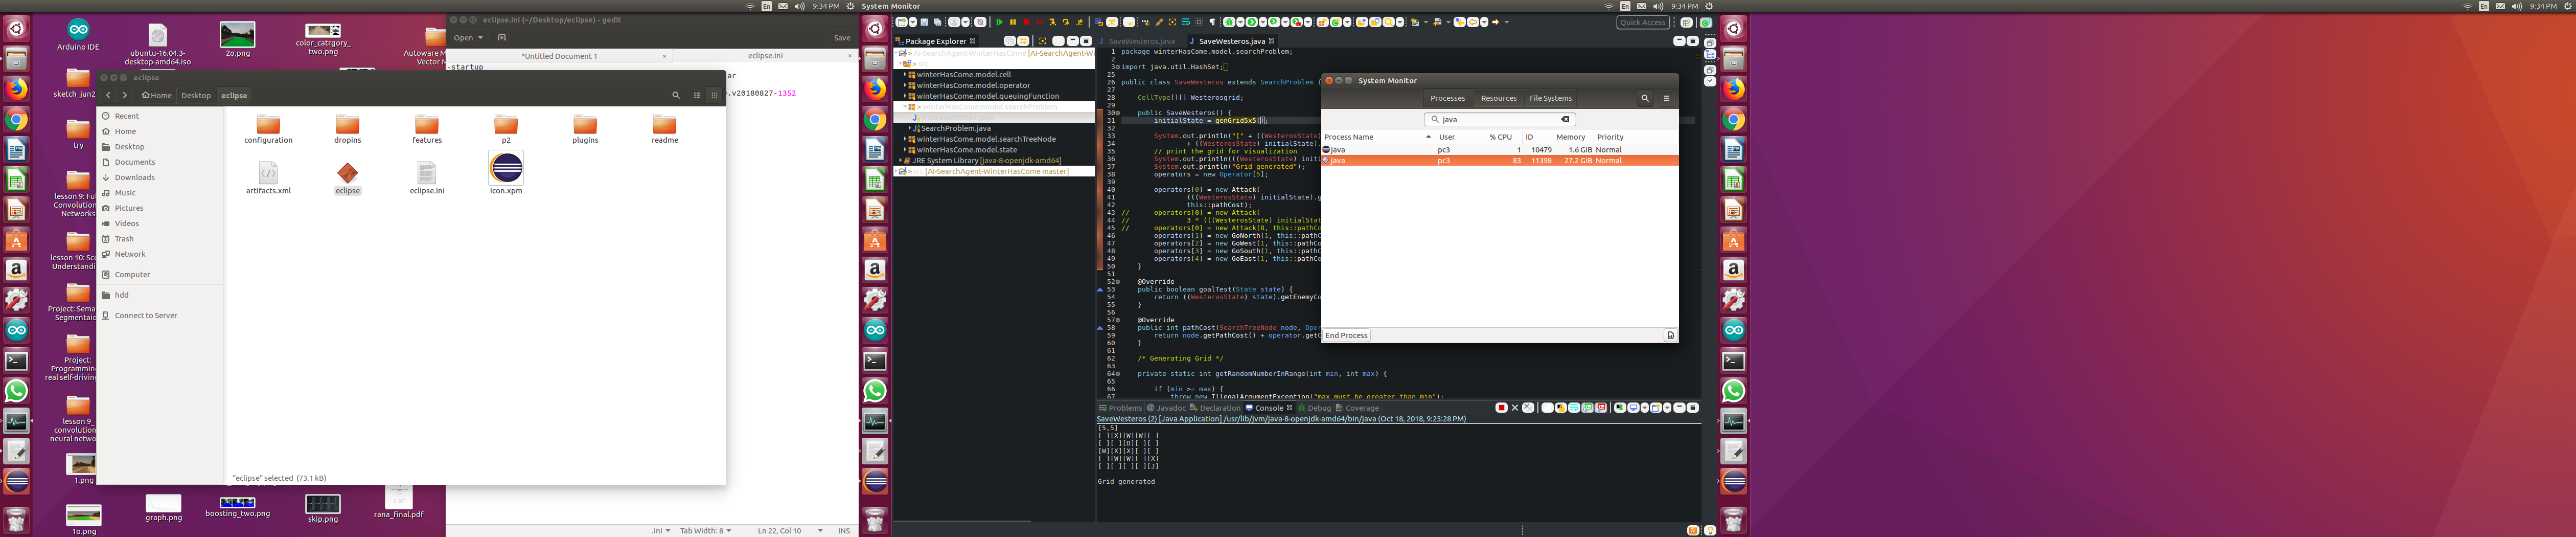 En
9:34 PM
System Monitor
En
9:34 PM
En
9:34 PM
Arduino IDE
ubuntu-16.04.3-
desktop-amd64.iso
2o.png
color_catrgory_
two.png
Autoware M
Vector M
sketch_jun2
try
lesson 9: Ful
Convolution
Networks
lesson 10: Sce
Understandin
Project: Sema
Segmentaio
Project:
Programming
real self-driving
lesson 9_
convolution
neural netwo
1.png
1o.png
graph.png
boosting_two.png
skip.png
rana_final.pdf
eclipse.ini (~/Desktop/eclipse) - gedit
Open
Save
*Untitled Document 1
eclipse.ini
-startup
ar
.v20180827-1352
.ini
Tab Width: 8
Ln 22, Col 10
INS
eclipse
Home
Desktop
eclipse
Recent
Home
Desktop
Documents
Downloads
Music
Pictures
Videos
Trash
Network
Computer
hdd
Connect to Server
configuration
dropins
features
p2
plugins
readme
artifacts.xml
eclipse
eclipse.ini
icon.xpm
"eclipse" selected (73.1 kB)
Quick Access
Package Explorer
> AI-SearchAgent-WinterHasCome [AI-SearchAgent-Wi
> src
winterHasCome.model.cell
winterHasCome.model.operator
winterHasCome.model.queuingFunction
> winterHasCome.model.searchProblem
SearchProblem.java
winterHasCome.model.searchTreeNode
winterHasCome.model.state
JRE System Library [java-8-openjdk-amd64]
> src [AI-SearchAgent-WinterHasCome master]
SaveWesteros.java
SaveWesteros.java
1 package winterHasCome.model.searchProblem;
2
3 import java.util.HashSet;
25
26 public class SaveWesteros extends SearchProblem {
27
28 CellType[][] Westerosgrid;
29
30 public SaveWesteros() {
31 initialState = genGrid5x5();
32
33 System.out.println("[" + ((WesterosState)
34 + ((WesterosState) initialS
35 // print the grid for visualization
36 System.out.println(((WesterosState) initi
37 System.out.println("Grid generated");
38 operators = new Operator[5];
39
40 operators[0] = new Attack(
41 (((WesterosState) initialState).g
42 this::pathCost);
43 // operators[0] = new Attack(
44 // 3 * (((WesterosState) initialStat
45 // operators[0] = new Attack(8, this::pathCo
46 operators[1] = new GoNorth(1, this::pathC
47 operators[2] = new GoWest(1, this::pathCo
48 operators[3] = new GoSouth(1, this::pathC
49 operators[4] = new GoEast(1, this::pathCo
50 }
51
52 @Override
53 public boolean goalTest(State state) {
54 return ((WesterosState) state).getEnemyCo
55 }
56
57 @Override
58 public int pathCost(SearchTreeNode node, Oper
59 return node.getPathCost() + operator.getC
60 }
61
62 /* Generating Grid */
63
64 private static int getRandomNumberInRange(int min, int max) {
65
66 if (min >= max) {
throw new IllegalArgumentException("max must be greater than min");
Problems
Javadoc
Declaration
Console
Debug
Coverage
SaveWesteros (2) [Java Application] /usr/lib/jvm/java-8-openjdk-amd64/bin/java (Oct 18, 2018, 9:25:28 PM)
[5,5]
[ ][X][W][W][ ]
[ ][ ][D][ ][ ]
[W][X][X][ ][ ]
[ ][W][W][ ][X]
[ ][ ][ ][ ][J]
Grid generated
System Monitor
Processes
Resources
File Systems
java
Process Name
User
% CPU
ID
Memory
Priority
java pc3 1 10479 1.6 GiB Normal
java pc3 83 11398 27.2 GiB Normal
End Process